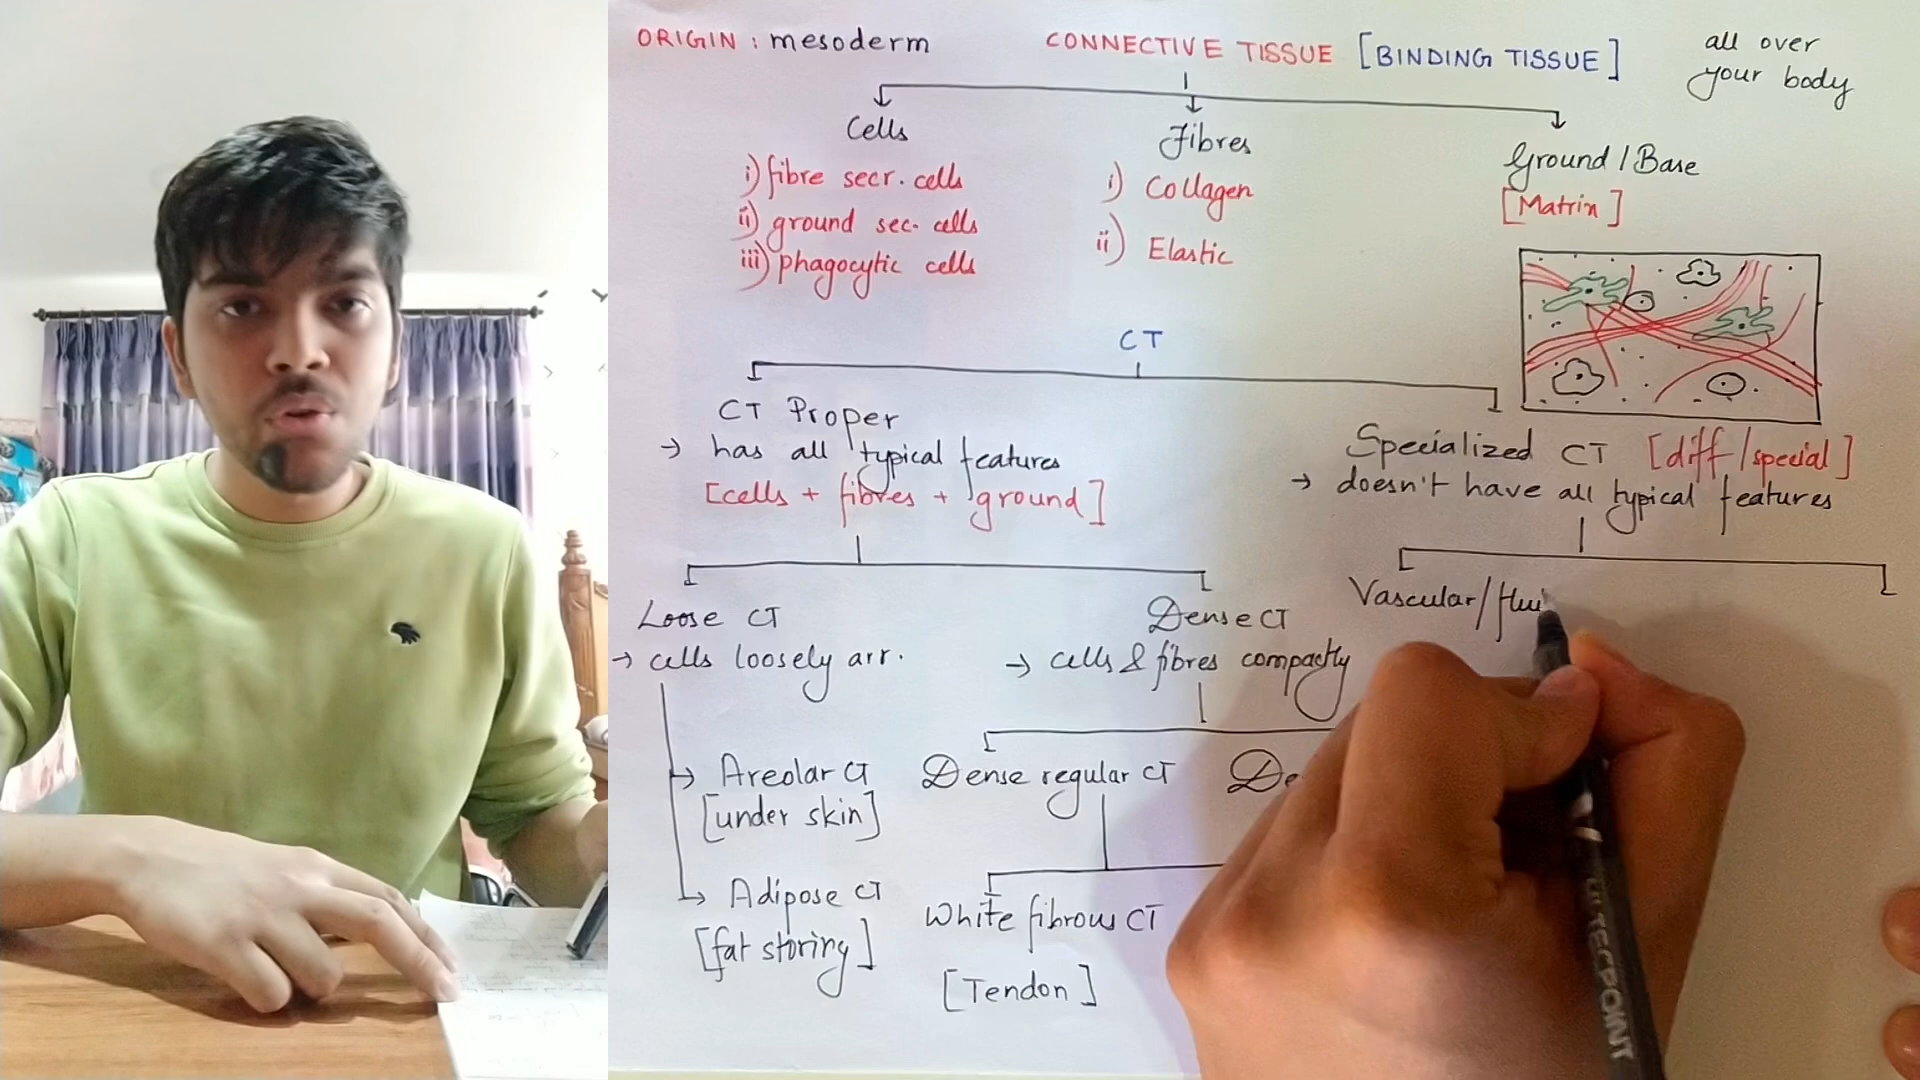 ORIGIN : mesoderm
CONNECTIVE TISSUE [BINDING TISSUE]
all over
your body
Cells
i) fibre secr. cells
ii) ground sec. cells
iii) phagocytic cells
Fibres
i) Collagen
ii) Elastic
Ground / Base
[Matrix]
CT
CT Proper
→ has all typical features
[cells + fibres + ground]
Specialized CT [diff / special]
→ doesn't have all typical features
Loose CT
→ cells loosely arr.
Dense CT
→ cells & fibres compactly
Vascular / flui
→ Areolar CT
[under skin]
Dense regular CT
De
→ Adipose CT
[fat storing]
White fibrous CT
[Tendon]